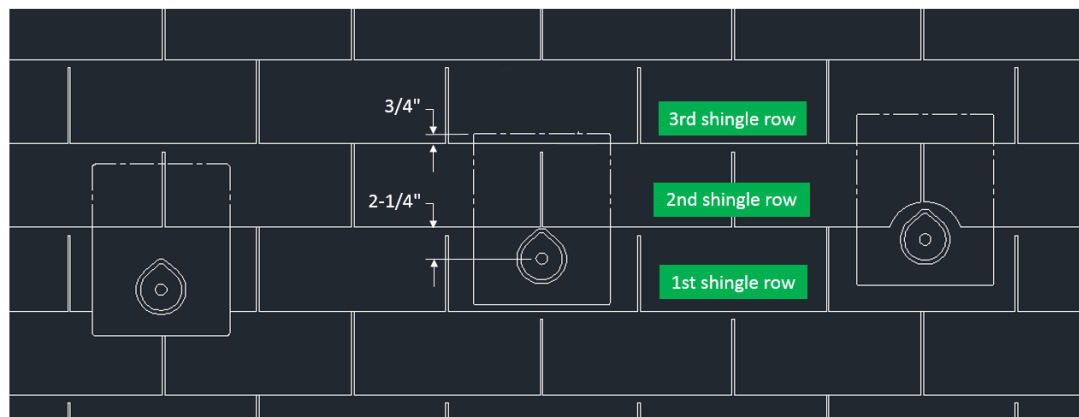 3/4"
3rd shingle row
2-1/4"
2nd shingle row
1st shingle row